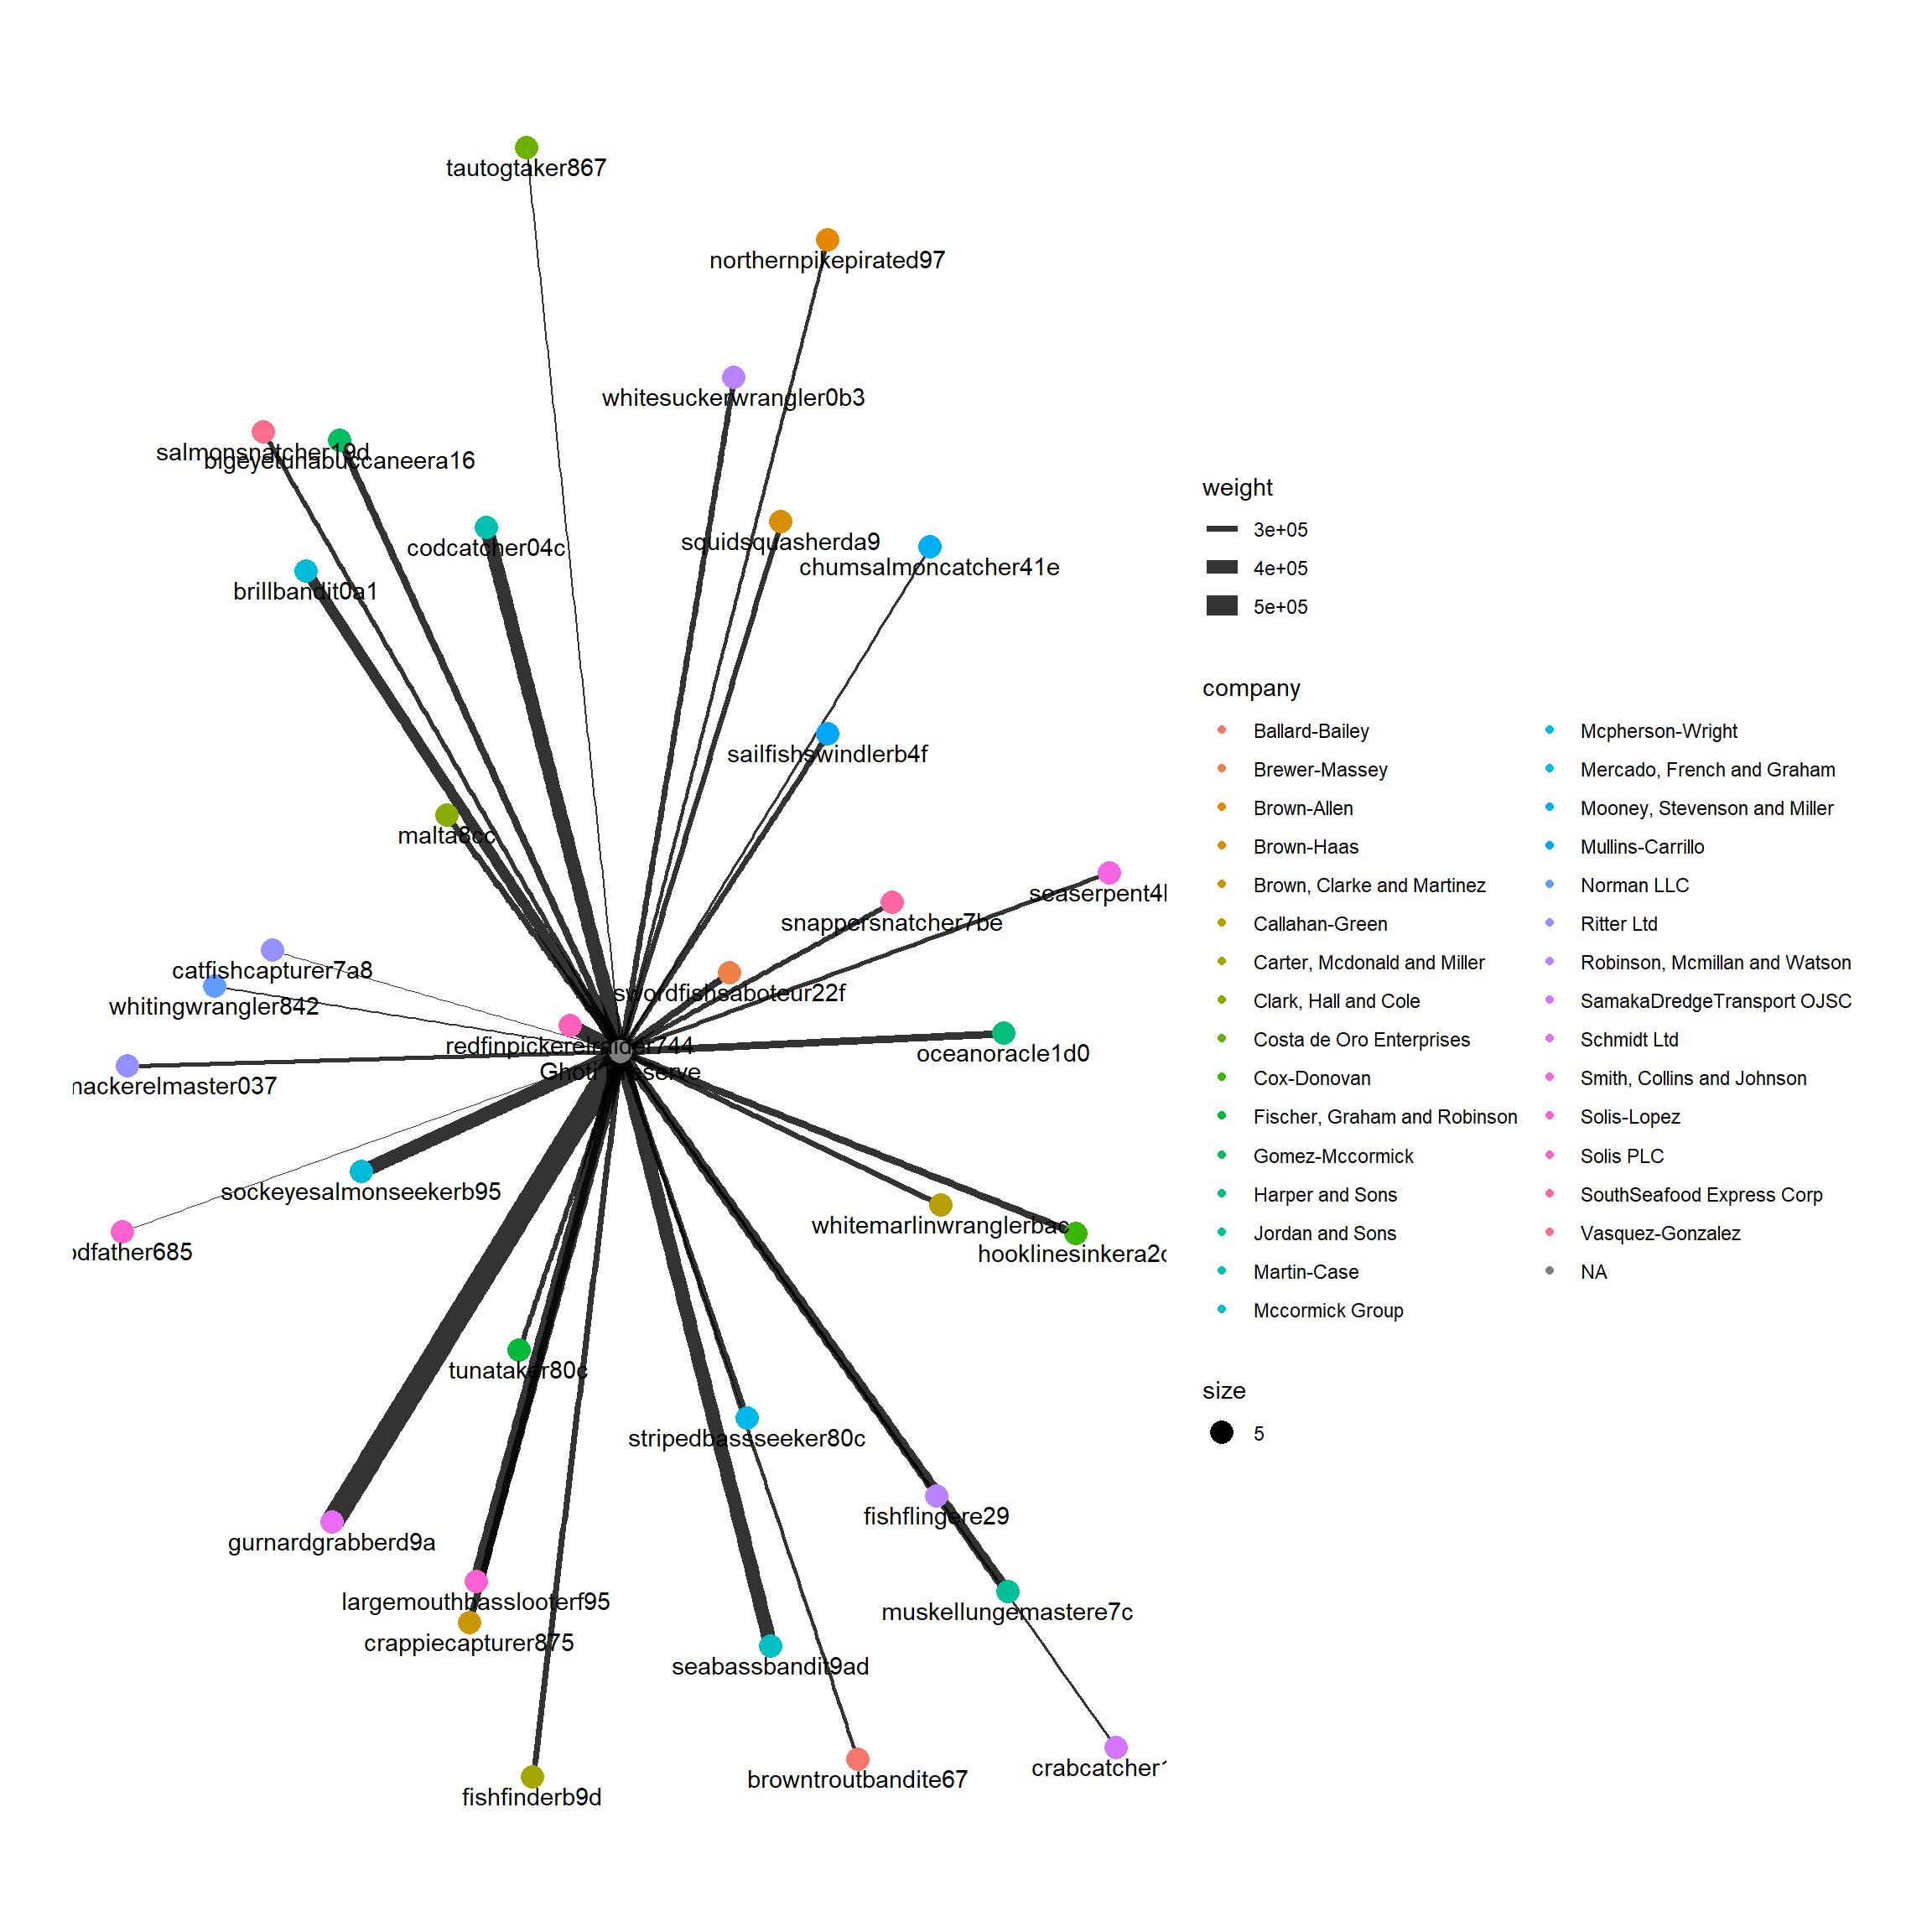 tautogtaker867
northernpikepirated97
whitesuckerwrangler0b3
salmonsnatcher19d
bigeyetunabuccaneera16
squidsquasherda9
codcatcher04c
chumsalmoncatcher41e
brillbandit0a1
sailfishswindlerb4f
malta8cc
seaserpent4
snappersnatcher7be
catfishcapturer7a8
swordfishsaboteur22f
whitingwrangler842
redfinpickerelraider744
oceanoracle1d0
Ghoti Preserve
nackerelmaster037
sockeyesalmonseekerb95
whitemarlinwranglerbac
odfather685
hooklinesinkera2c
tunataker80c
stripedbassseeker80c
fishflingere29
gurnardgrabberd9a
largemouthbasslooterf95
muskellungemastere7c
crappiecapturer875
seabassbandit9ad
crabcatcher
browntroutbandite67
fishfinderb9d
weight
3e+05
4e+05
5e+05
company
Ballard-Bailey
Brewer-Massey
Brown-Allen
Brown-Haas
Brown, Clarke and Martinez
Callahan-Green
Carter, Mcdonald and Miller
Clark, Hall and Cole
Costa de Oro Enterprises
Cox-Donovan
Fischer, Graham and Robinson
Gomez-Mccormick
Harper and Sons
Jordan and Sons
Martin-Case
Mccormick Group
Mcpherson-Wright
Mercado, French and Graham
Mooney, Stevenson and Miller
Mullins-Carrillo
Norman LLC
Ritter Ltd
Robinson, Mcmillan and Watson
SamakaDredgeTransport OJSC
Schmidt Ltd
Smith, Collins and Johnson
Solis-Lopez
Solis PLC
SouthSeafood Express Corp
Vasquez-Gonzalez
NA
size
5